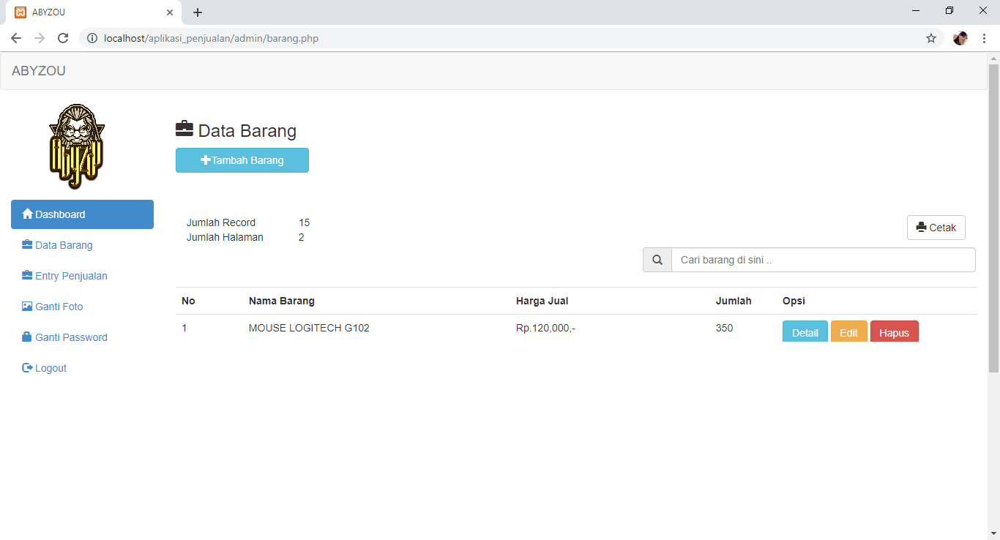 ABYZOU
localhost/aplikasi_penjualan/admin/barang.php
ABYZOU
Data Barang
Tambah Barang
Dashboard
Data Barang
Entry Penjualan
Ganti Foto
Ganti Password
Logout
Jumlah Record 15
Jumlah Halaman 2
Cetak
Cari barang di sini ..
No Nama Barang Harga Jual Jumlah Opsi
1 MOUSE LOGITECH G102 Rp.120,000,- 350 Detail Edit Hapus